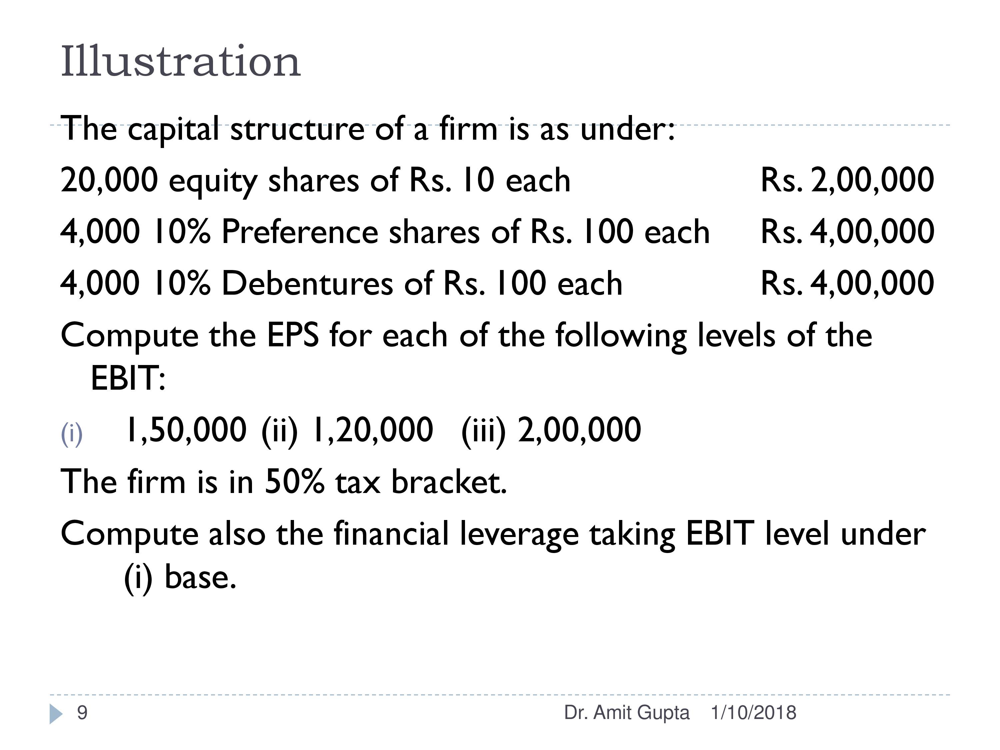 Illustration
The capital structure of a firm is as under:
20,000 equity shares of Rs. 10 each Rs. 2,00,000
4,000 10% Preference shares of Rs. 100 each Rs. 4,00,000
4,000 10% Debentures of Rs. 100 each Rs. 4,00,000
Compute the EPS for each of the following levels of the
EBIT:
(i) 1,50,000 (ii) 1,20,000 (iii) 2,00,000
The firm is in 50% tax bracket.
Compute also the financial leverage taking EBIT level under
(i) base.
9 Dr. Amit Gupta 1/10/2018